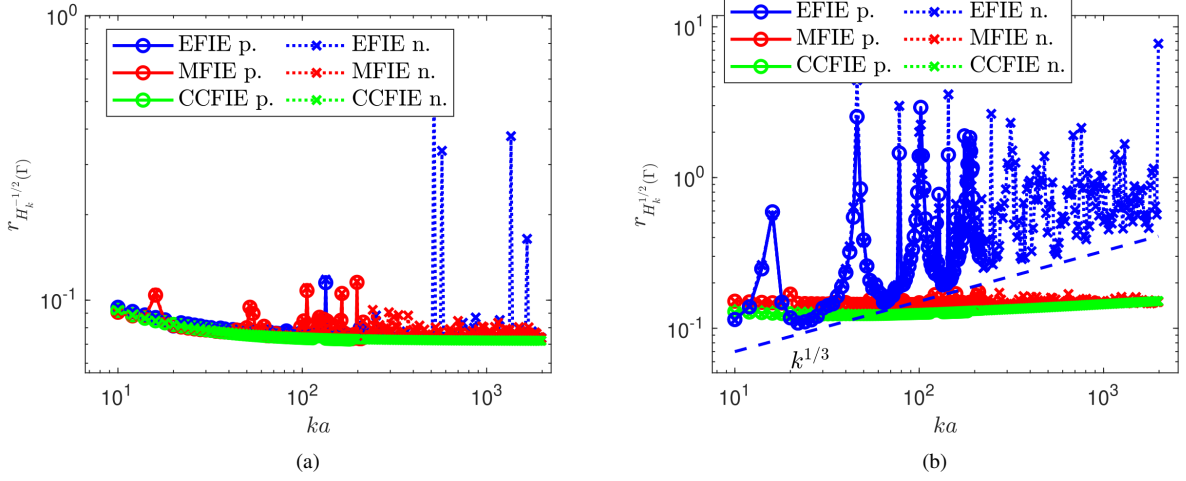 10^0
10^{-1}
r_{H_k^{-1/2}(Γ)}
EFIE p.
EFIE n.
MFIE p.
MFIE n.
CCFIE p.
CCFIE n.
10^1
10^2
10^3
ka
(a)
10^1
10^0
10^{-1}
r_{H_k^{1/2}(Γ)}
EFIE p.
EFIE n.
MFIE p.
MFIE n.
CCFIE p.
CCFIE n.
k^{1/3}
10^1
10^2
10^3
ka
(b)